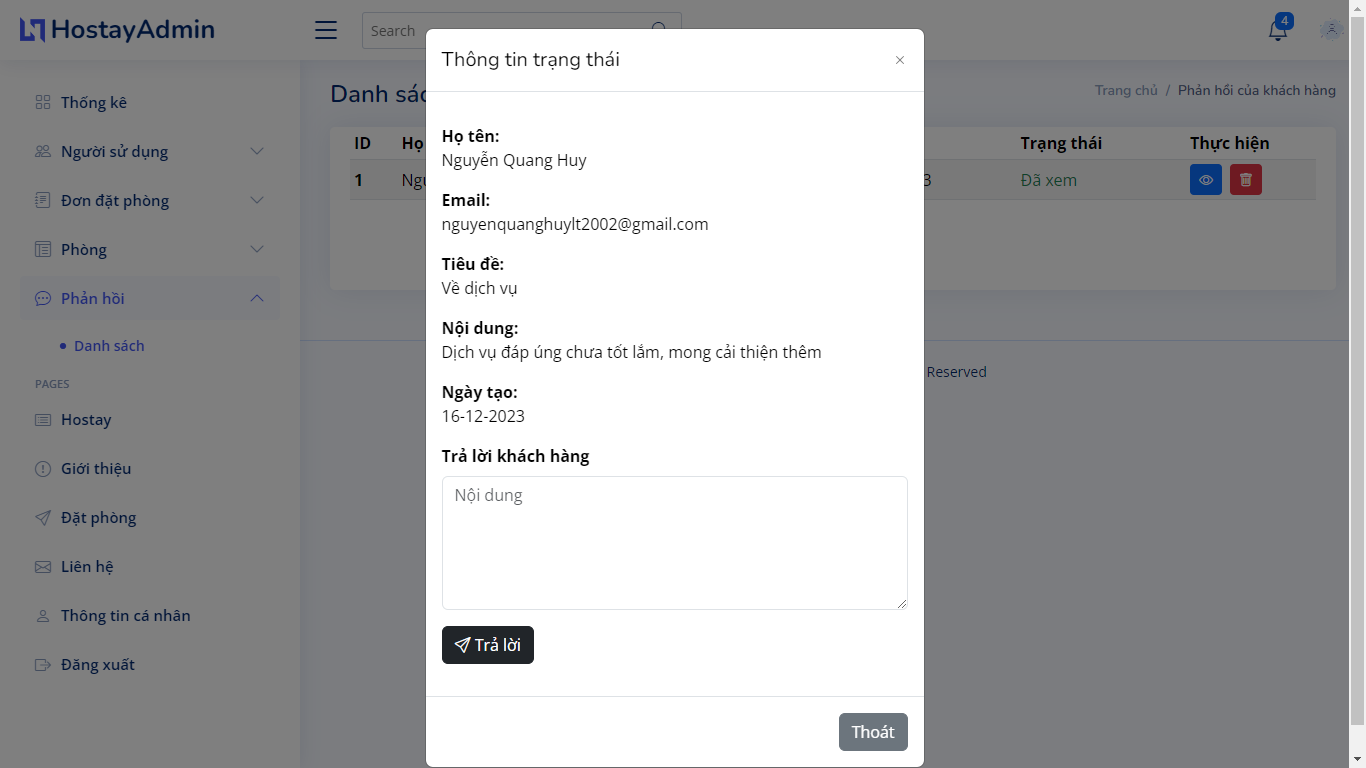 HostayAdmin
Search
4
Thống kê
Người sử dụng
Đơn đặt phòng
Phòng
Phản hồi
Danh sách
PAGES
Hostay
Giới thiệu
Đặt phòng
Liên hệ
Thông tin cá nhân
Đăng xuất
Trang chủ / Phản hồi của khách hàng
ID Họ Trạng thái Thực hiện
1 3 Đã xem
Reserved
Thông tin trạng thái ×
Họ tên:
Nguyễn Quang Huy
Email:
nguyenquanghuylt2002@gmail.com
Tiêu đề:
Về dịch vụ
Nội dung:
Dịch vụ đáp úng chưa tốt lắm, mong cải thiện thêm
Ngày tạo:
16-12-2023
Trả lời khách hàng
Nội dung
Trả lời
Thoát